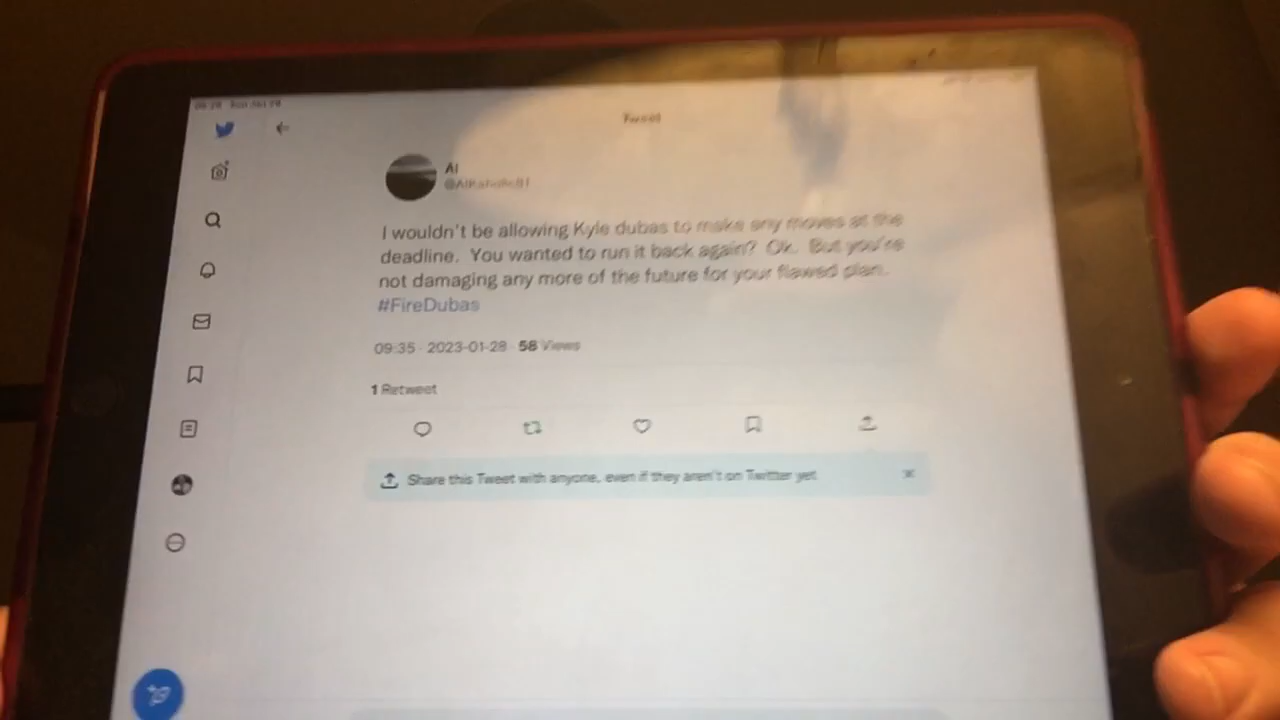 Tweet
Al
I wouldn't be allowing Kyle dubas to make any moves at the
deadline. You wanted to run it back again? Ok. But you're
not damaging any more of the future for your flawed plan.
#FireDubas
09:35 · 2023-01-28 · 58 Views
1 Retweet
Share this Tweet with anyone, even if they aren't on Twitter yet